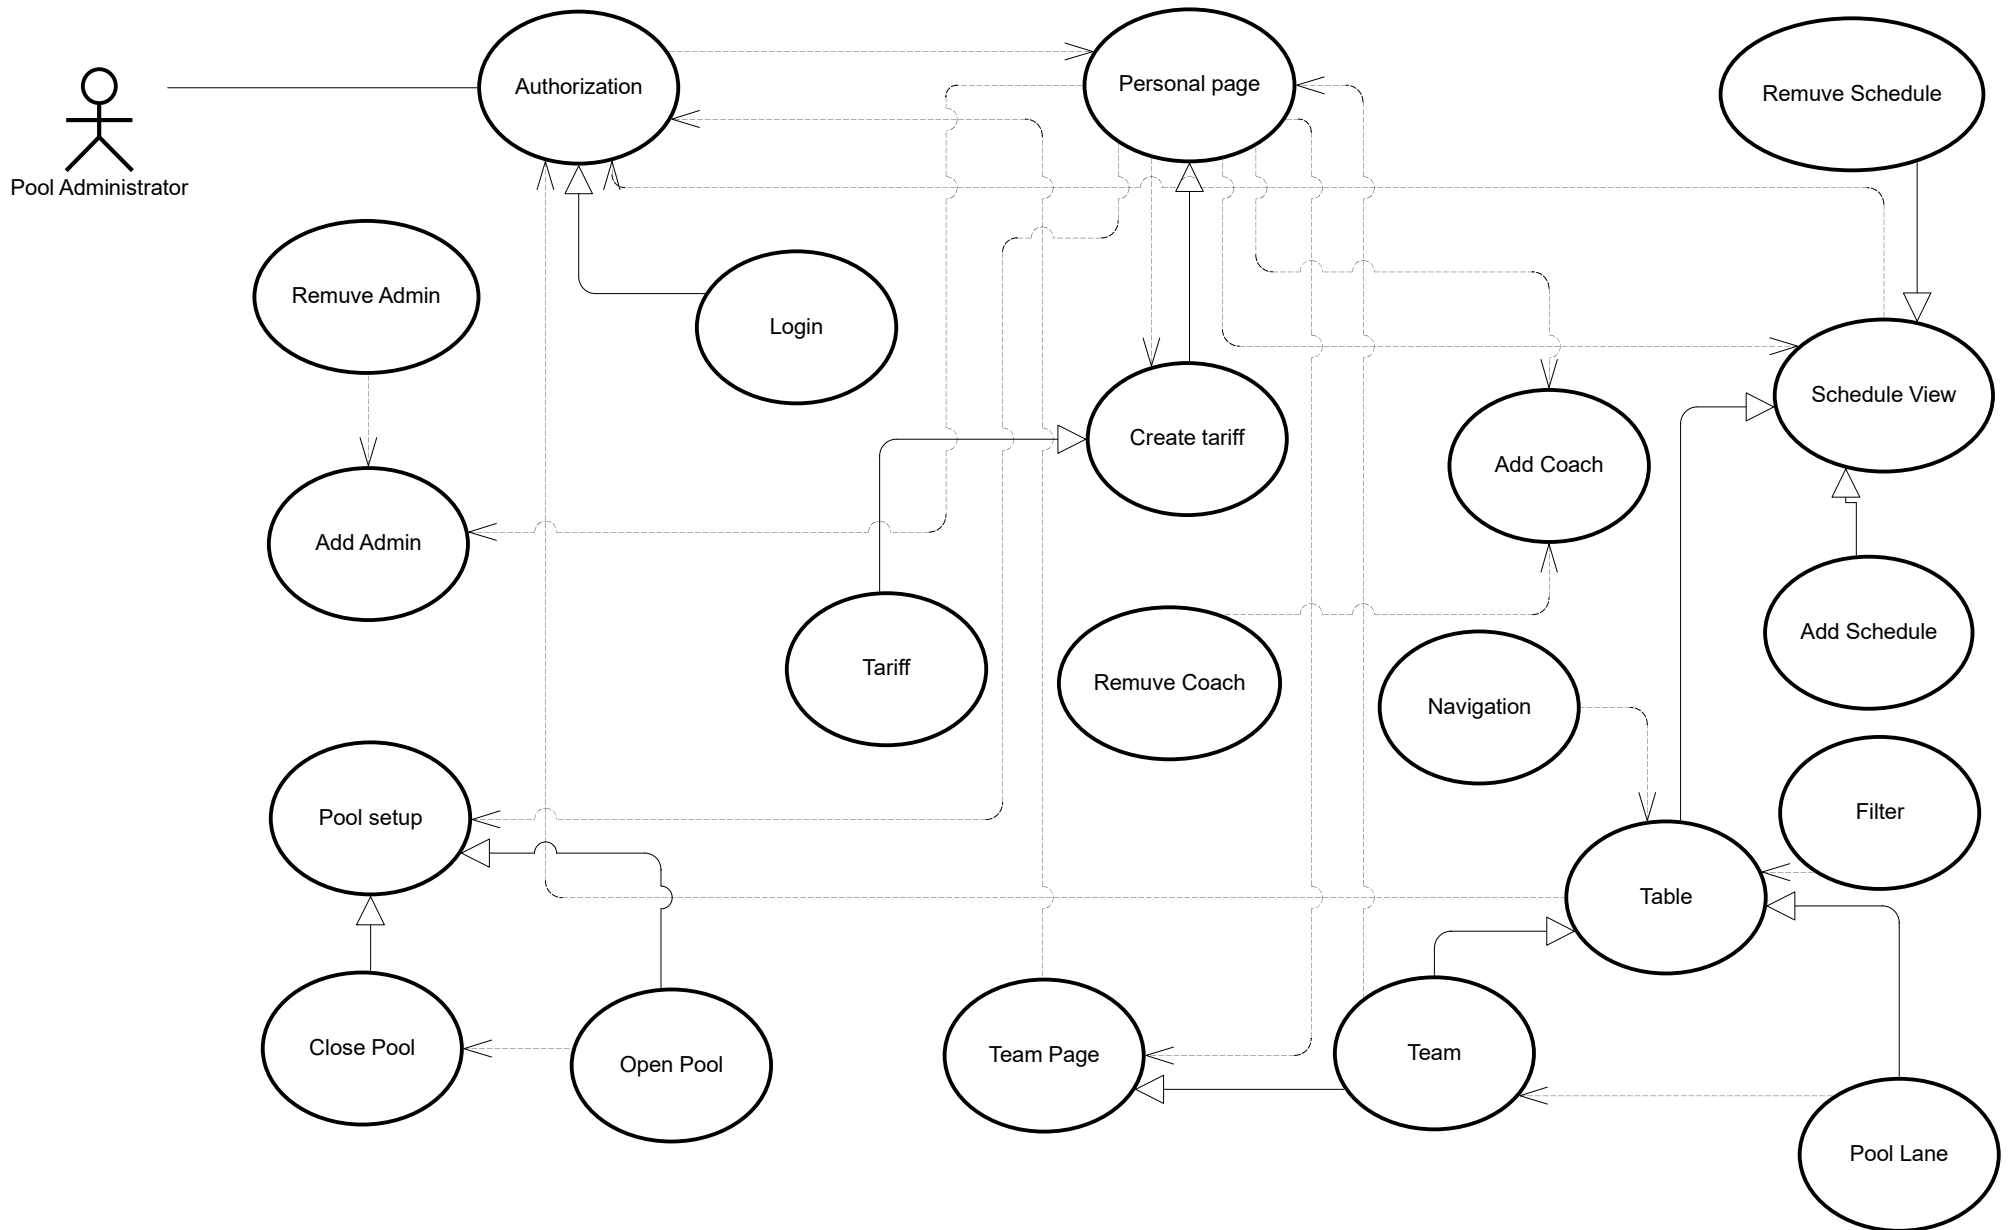 Authorization
Personal page
Remuve Schedule
Pool Administrator
Remuve Admin
Login
Schedule View
Create tariff
Add Coach
Add Admin
Add Schedule
Tariff
Remuve Coach
Navigation
Pool setup
Filter
Table
Close Pool
Open Pool
Team Page
Team
Pool Lane